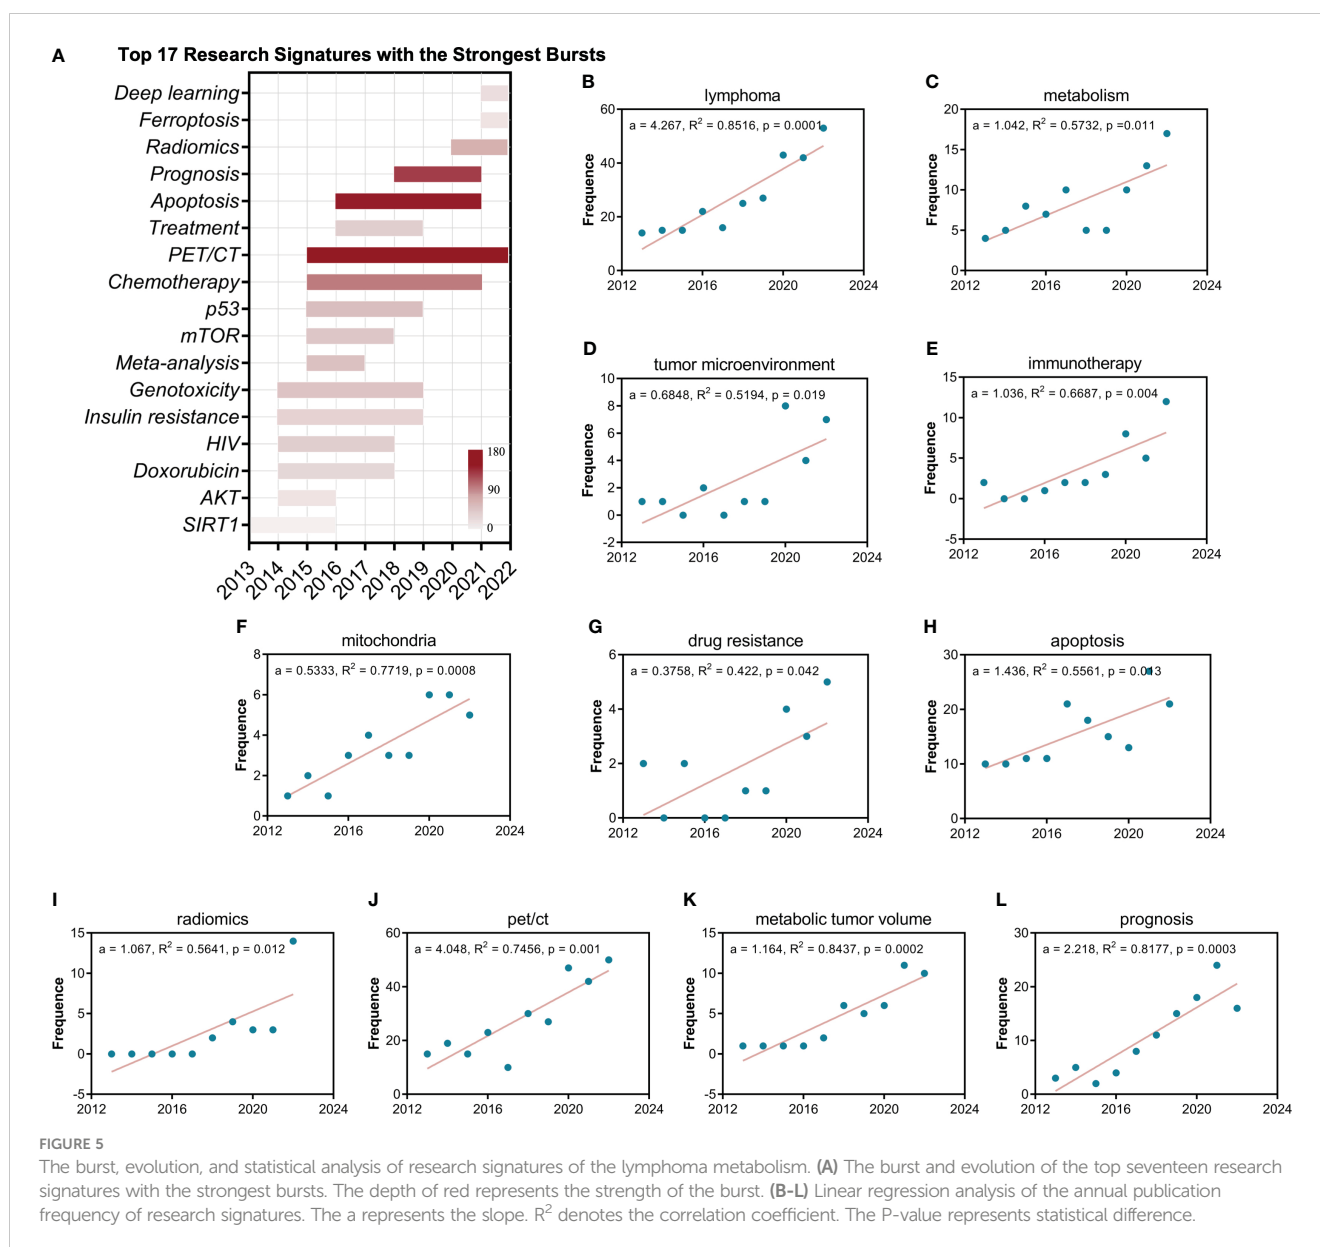 A Top 17 Research Signatures with the Strongest Bursts
Deep learning
Ferroptosis
Radiomics
Prognosis
Apoptosis
Treatment
PET/CT
Chemotherapy
p53
mTOR
Meta-analysis
Genotoxicity
Insulin resistance
HIV
Doxorubicin
AKT
SIRT1
180
90
0
2013 2014 2015 2016 2017 2018 2019 2020 2021 2022
B
lymphoma
a = 4.267, R² = 0.8516, p = 0.0001
Frequence
60
40
20
0
2012 2016 2020 2024
C
metabolism
a = 1.042, R² = 0.5732, p =0.011
Frequence
20
15
10
5
0
2012 2016 2020 2024
D
tumor microenvironment
a = 0.6848, R² = 0.5194, p = 0.019
Frequence
10
8
6
4
2
0
-2
2012 2016 2020 2024
E
immunotherapy
a = 1.036, R² = 0.6687, p = 0.004
Frequence
15
10
5
0
-5
2012 2016 2020 2024
F
mitochondria
a = 0.5333, R² = 0.7719, p = 0.0008
Frequence
8
6
4
2
0
2012 2016 2020 2024
G
drug resistance
a = 0.3758, R² = 0.422, p = 0.042
Frequence
6
4
2
0
2012 2016 2020 2024
H
apoptosis
a = 1.436, R² = 0.5561, p = 0.013
Frequence
30
20
10
0
2012 2016 2020 2024
I
radiomics
a = 1.067, R² = 0.5641, p = 0.012
Frequence
15
10
5
0
-5
2012 2016 2020 2024
J
pet/ct
a = 4.048, R² = 0.7456, p = 0.001
Frequence
60
40
20
0
2012 2016 2020 2024
K
metabolic tumor volume
a = 1.164, R² = 0.8437, p = 0.0002
Frequence
15
10
5
0
-5
2012 2016 2020 2024
L
prognosis
a = 2.218, R² = 0.8177, p = 0.0003
Frequence
30
20
10
0
2012 2016 2020 2024
FIGURE 5
The burst, evolution, and statistical analysis of research signatures of the lymphoma metabolism. (A) The burst and evolution of the top seventeen research
signatures with the strongest bursts. The depth of red represents the strength of the burst. (B-L) Linear regression analysis of the annual publication
frequency of research signatures. The a represents the slope. R² denotes the correlation coefficient. The P-value represents statistical difference.